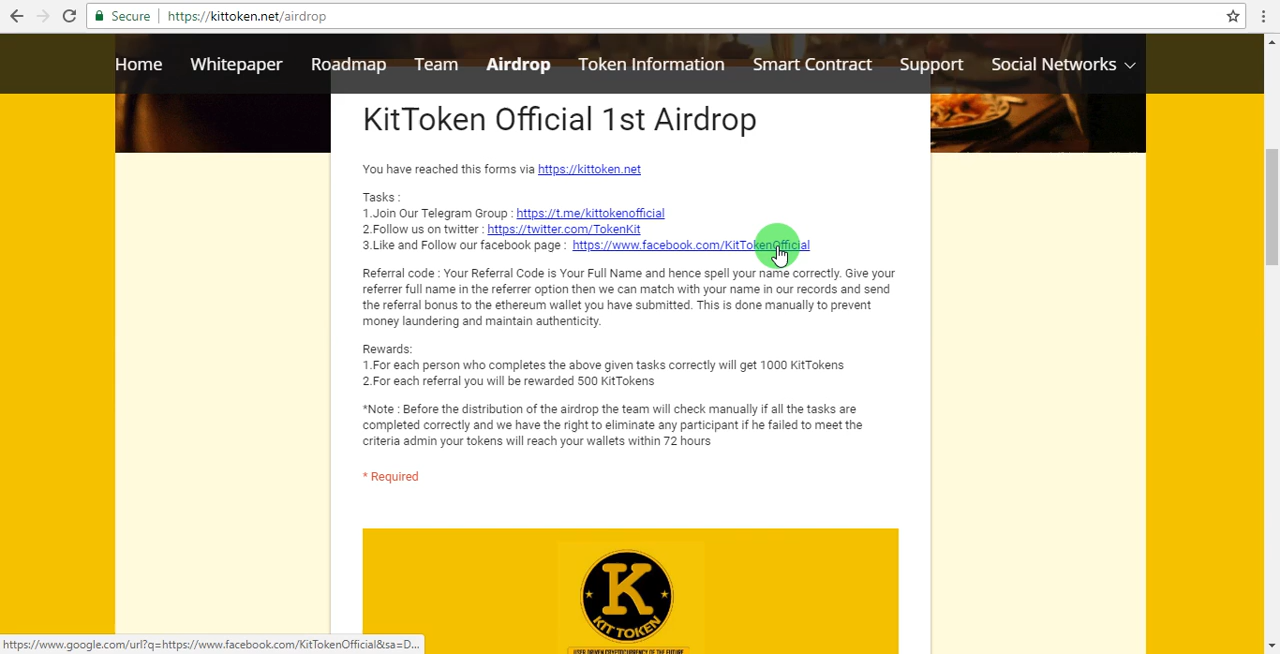 Secure https://kittoken.net/airdrop
Home Whitepaper Roadmap Team Airdrop Token Information Smart Contract Support Social Networks
KitToken Official 1st Airdrop
You have reached this forms via https://kittoken.net
Tasks :
1.Join Our Telegram Group : https://t.me/kittokenofficial
2.Follow us on twitter : https://twitter.com/TokenKit
3.Like and Follow our facebook page : https://www.facebook.com/KitTokenOfficial
Referral code : Your Referral Code is Your Full Name and hence spell your name correctly. Give your
referrer full name in the referrer option then we can match with your name in our records and send
the referral bonus to the ethereum wallet you have submitted. This is done manually to prevent
money laundering and maintain authenticity.
Rewards:
1.For each person who completes the above given tasks correctly will get 1000 KitTokens
2.For each referral you will be rewarded 500 KitTokens
*Note : Before the distribution of the airdrop the team will check manually if all the tasks are
completed correctly and we have the right to eliminate any participant if he failed to meet the
criteria admin your tokens will reach your wallets within 72 hours
* Required
K
KIT TOKEN
USER DRIVEN CRYPTOCURRENCY OF THE FUTURE
https://www.google.com/url?q=https://www.facebook.com/KitTokenOfficial&sa=D...